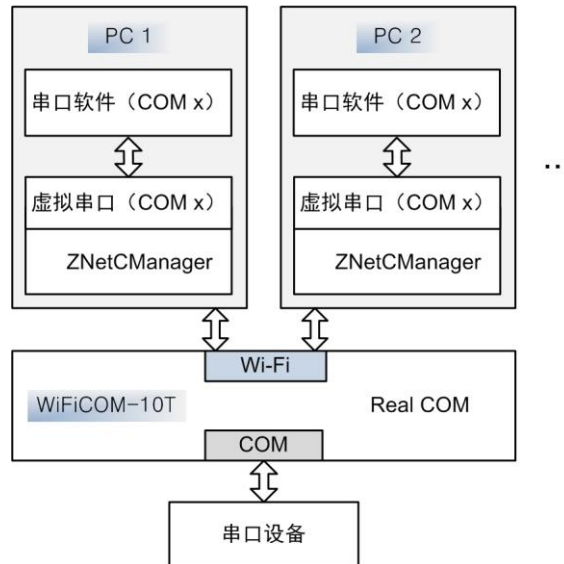 PC 1
PC 2
串口软件（COM x）
串口软件（COM x）
..
虚拟串口（COM x）
虚拟串口（COM x）
ZNetCManager
ZNetCManager
Wi-Fi
WiFiCOM-10T
Real COM
COM
串口设备